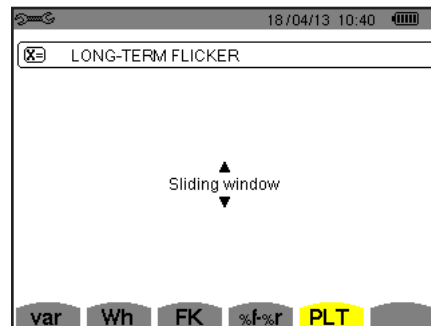 18/04/13 10:40
X= LONG-TERM FLICKER
Sliding window
var Wh FK %f-%r PLT